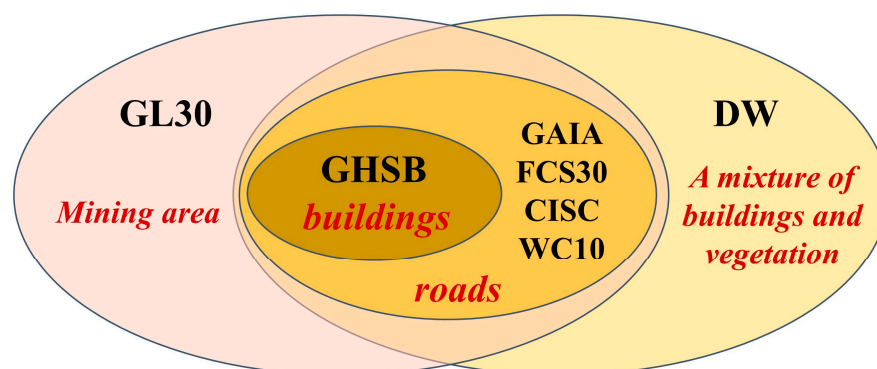 GL30
Mining area
GHSB
buildings
GAIA
FCS30
CISC
WC10
roads
DW
A mixture of
buildings and
vegetation